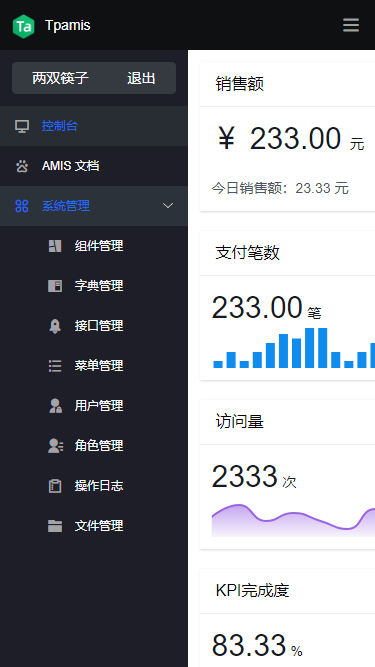 Ta Tpamis
两双筷子 退出
控制台
AMIS 文档
系统管理
组件管理
字典管理
接口管理
菜单管理
用户管理
角色管理
操作日志
文件管理
销售额
¥ 233.00 元
今日销售额：23.33 元
支付笔数
233.00 笔
访问量
2333 次
KPI完成度
83.33 %